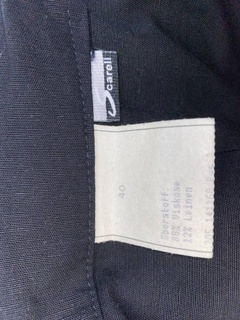 carell
40
Oberstoff
88% Viskose
12% Leinen